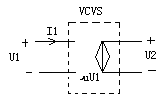 VCVS
I1
+ +
U1 U2
− −
μU1